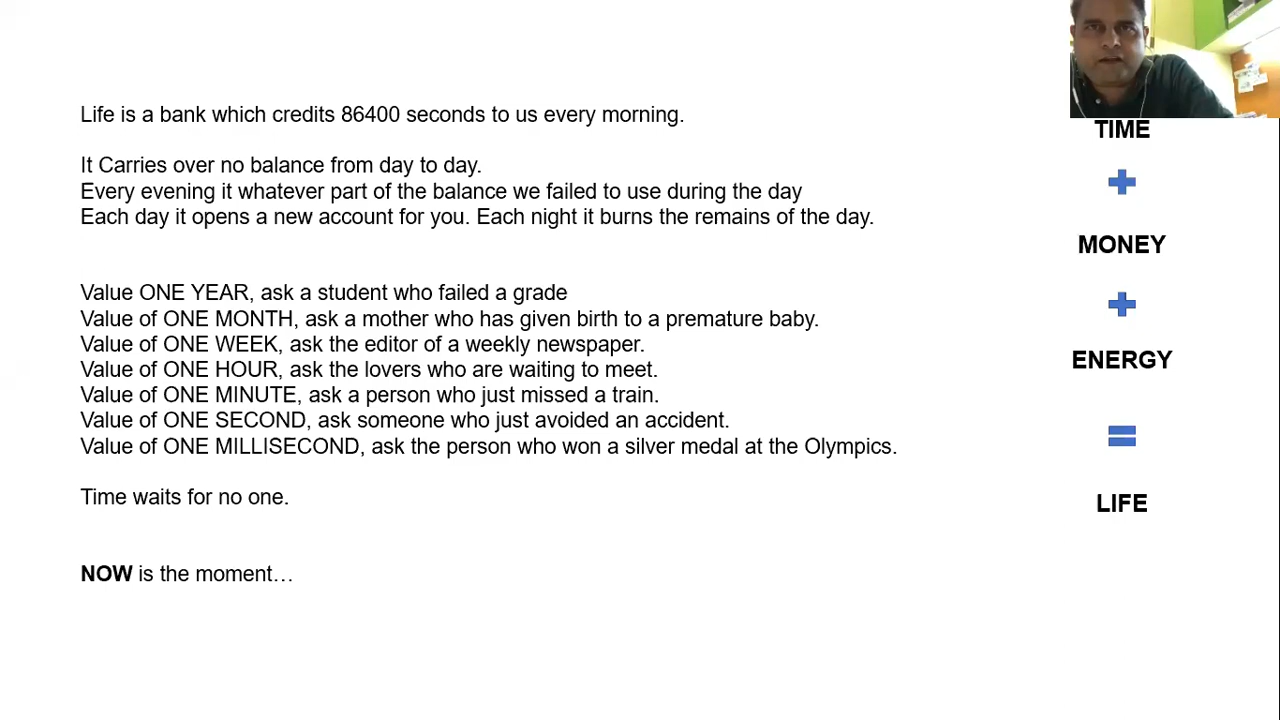 Life is a bank which credits 86400 seconds to us every morning.
It Carries over no balance from day to day.
Every evening it whatever part of the balance we failed to use during the day
Each day it opens a new account for you. Each night it burns the remains of the day.
Value ONE YEAR, ask a student who failed a grade
Value of ONE MONTH, ask a mother who has given birth to a premature baby.
Value of ONE WEEK, ask the editor of a weekly newspaper.
Value of ONE HOUR, ask the lovers who are waiting to meet.
Value of ONE MINUTE, ask a person who just missed a train.
Value of ONE SECOND, ask someone who just avoided an accident.
Value of ONE MILLISECOND, ask the person who won a silver medal at the Olympics.
Time waits for no one.
NOW is the moment…
TIME
+
MONEY
+
ENERGY
=
LIFE